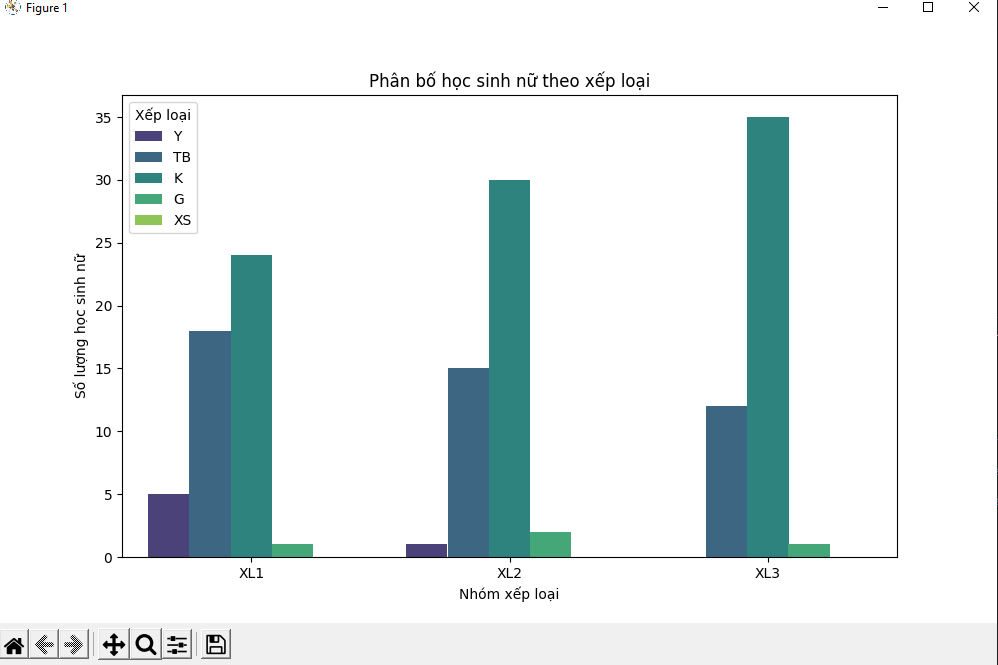 Figure 1
Phân bố học sinh nữ theo xếp loại
Xếp loại
Y
TB
K
G
XS
35
30
25
20
15
10
5
0
Số lượng học sinh nữ
XL1 XL2 XL3
Nhóm xếp loại